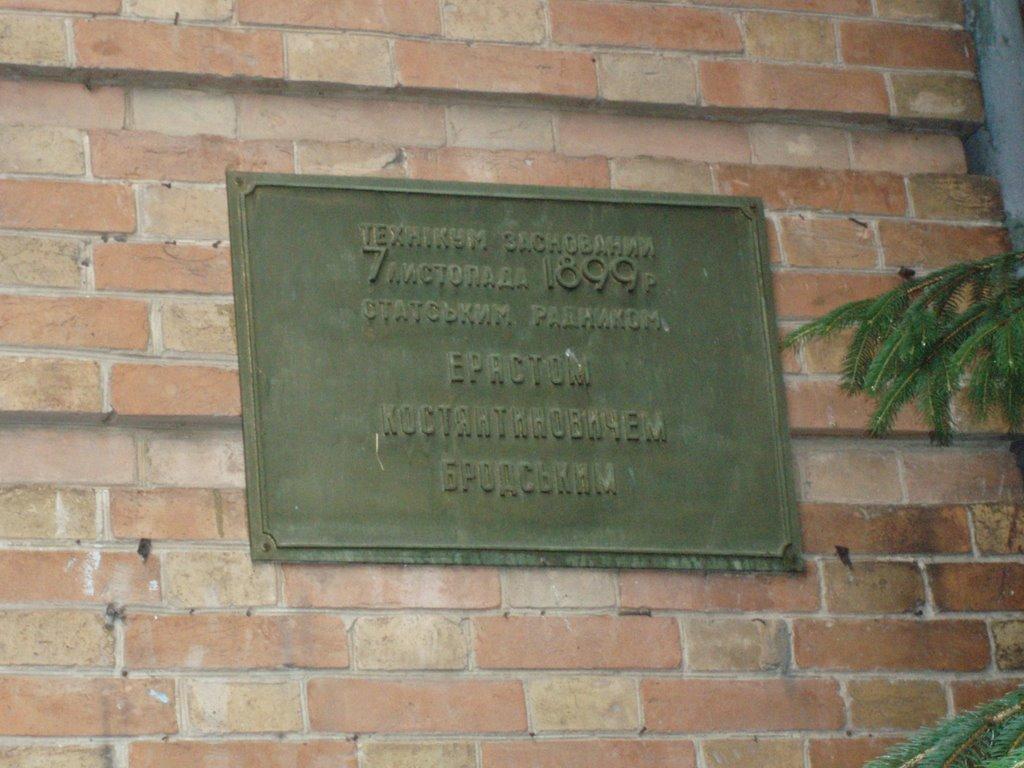 ТЕХНІКУМ ЗАСНОВАНИЙ
7 ЛИСТОПАДА 1899 Р
СТАТСЬКИМ РАДНИКОМ
ЕРАСТОМ
КОСТЯНТИНОВИЧЕМ
БРОДСЬКИМ